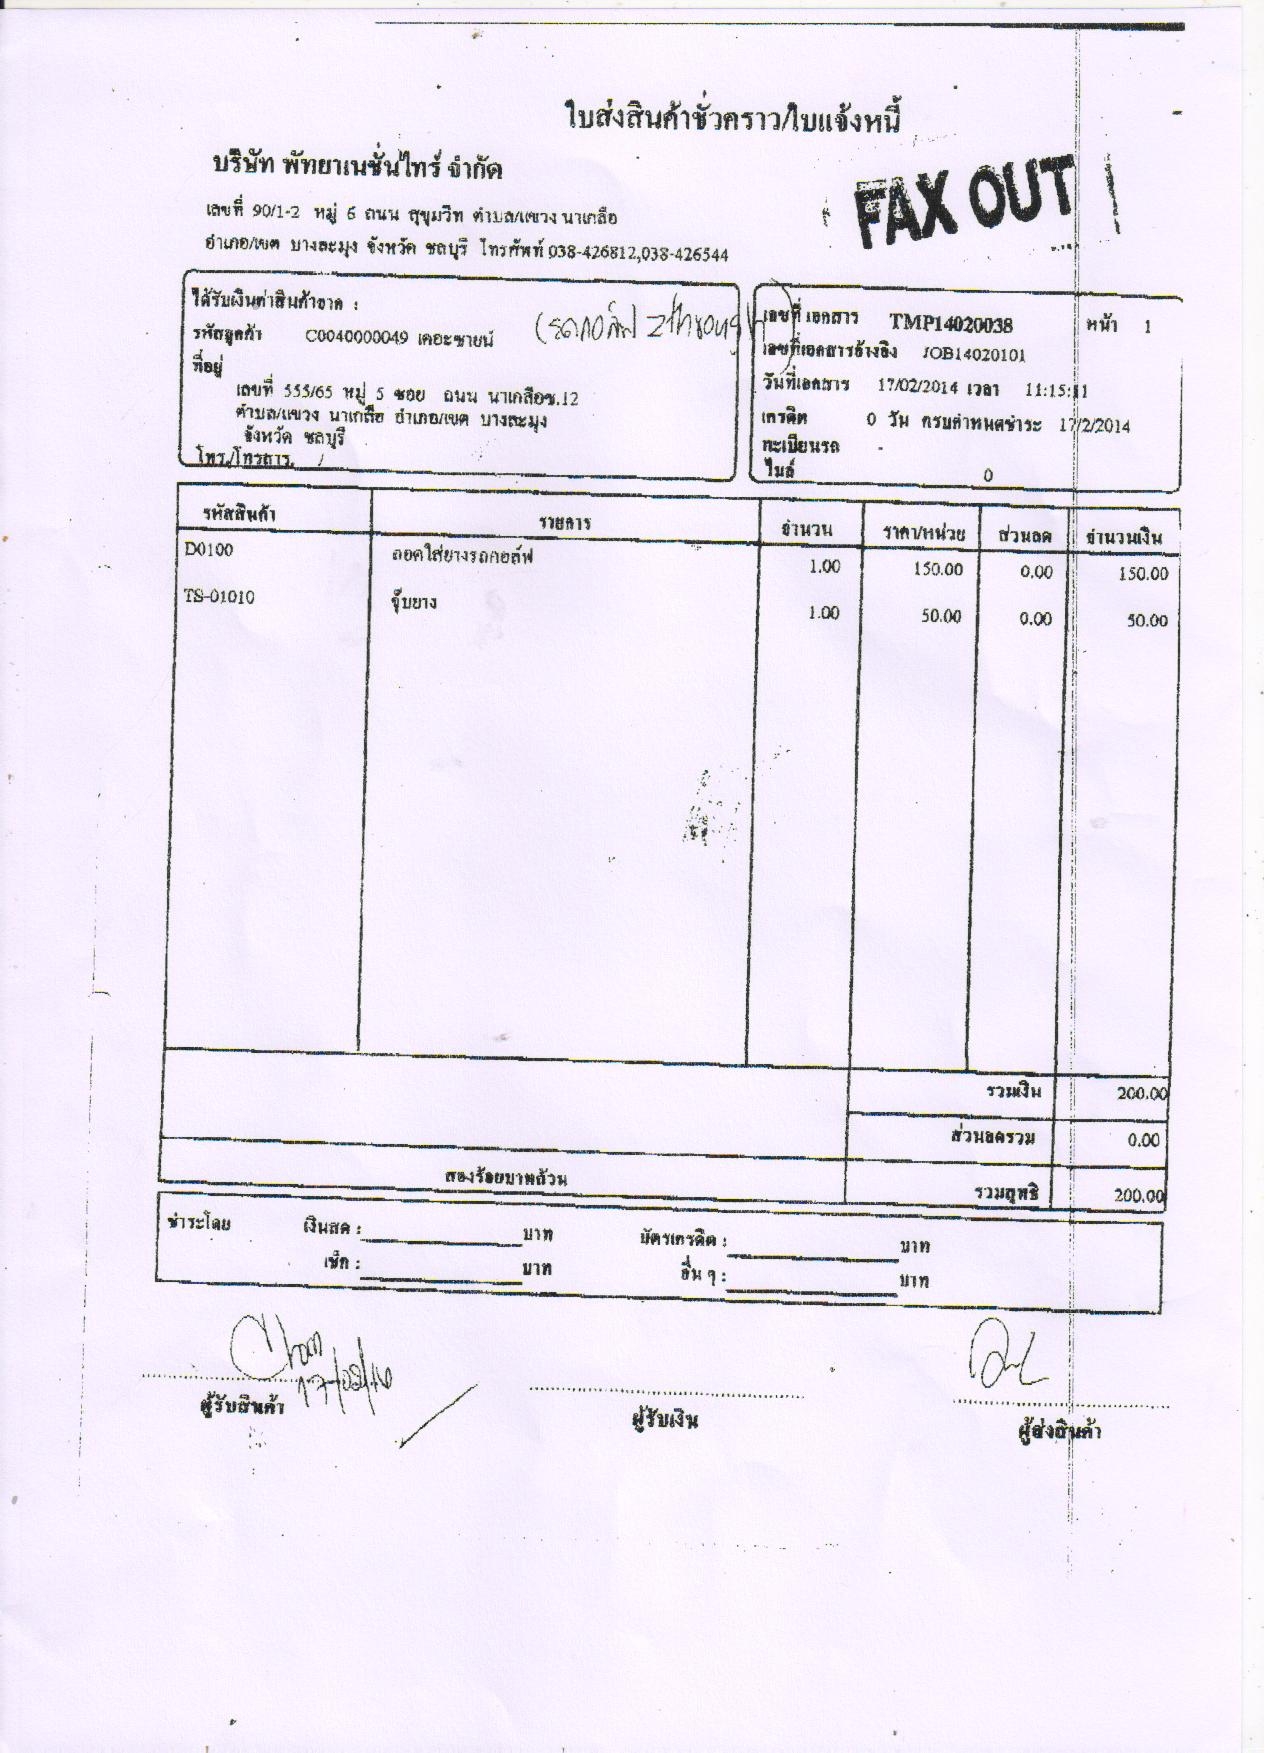 ใบส่งสินค้าชั่วคราว/ใบแจ้งหนี้
บริษัท พัทยาเนชั่นไทร์ จำกัด
FAX OUT
เลขที่ 90/1-2 หมู่ 6 ถนน สุขุมวิท ตำบล/แขวง นาเกลือ
อำเภอ/เขต บางละมุง จังหวัด ชลบุรี โทรศัพท์ 038-426812,038-426544
ได้รับเงินค่าสินค้าจาก :
รหัสลูกค้า C0040000049 เดอะซายน์
(รถกอล์ฟ
ที่อยู่
เลขที่ 555/65 หมู่ 5 ซอย ถนน นาเกลือซ.12
ตำบล/แขวง นาเกลือ อำเภอ/เขต บางละมุง
จังหวัด ชลบุรี
โทร./โทรสาร. /
เลขที่ เอกสาร TMP14020038 หน้า 1
เลขที่เอกสารอ้างอิง JOB14020101
วันที่เอกสาร 17/02/2014 เวลา 11:15:11
เครดิต 0 วัน ครบกำหนดชำระ 17/2/2014
ทะเบียนรถ -
ไมล์ 0
รหัสสินค้า รายการ จำนวน ราคา/หน่วย ส่วนลด จำนวนเงิน
D0100 ถอดใส่ยางรถกอล์ฟ 1.00 150.00 0.00 150.00
TS-01010 จุ๊บยาง 1.00 50.00 0.00 50.00
รวมเงิน 200.00
ส่วนลดรวม 0.00
สองร้อยบาทถ้วน รวมสุทธิ 200.00
ชำระโดย เงินสด : บาท บัตรเครดิต : บาท
เช็ก : บาท อื่น ๆ : บาท
ผู้รับสินค้า ผู้รับเงิน ผู้ส่งสินค้า